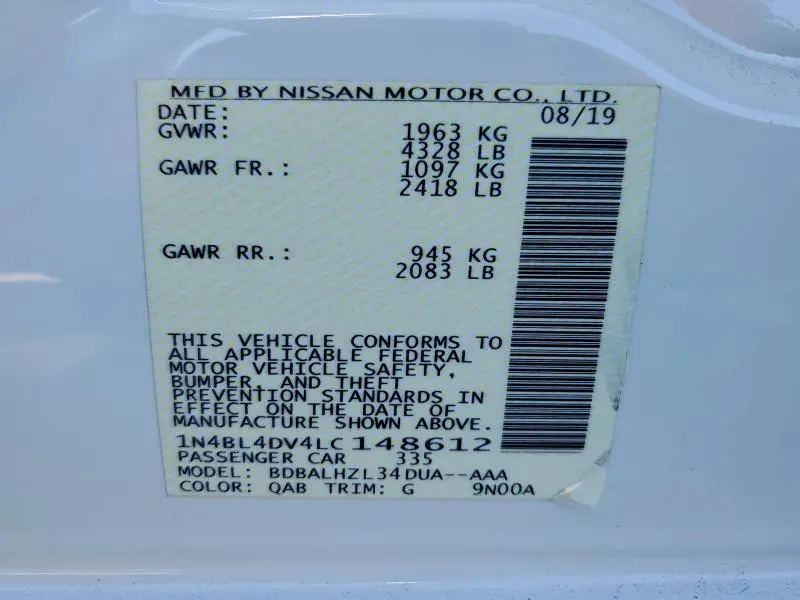 MFD BY NISSAN MOTOR CO., LTD.
DATE: 08/19
GVWR: 1963 KG
4328 LB
GAWR FR.: 1097 KG
2418 LB
GAWR RR.: 945 KG
2083 LB
THIS VEHICLE CONFORMS TO
ALL APPLICABLE FEDERAL
MOTOR VEHICLE SAFETY,
BUMPER, AND THEFT
PREVENTION STANDARDS IN
EFFECT ON THE DATE OF
MANUFACTURE SHOWN ABOVE.
1N4BL4DV4LC148612
PASSENGER CAR 335
MODEL: BDBALHZL34DUA--AAA
COLOR: QAB TRIM: G 9N00A